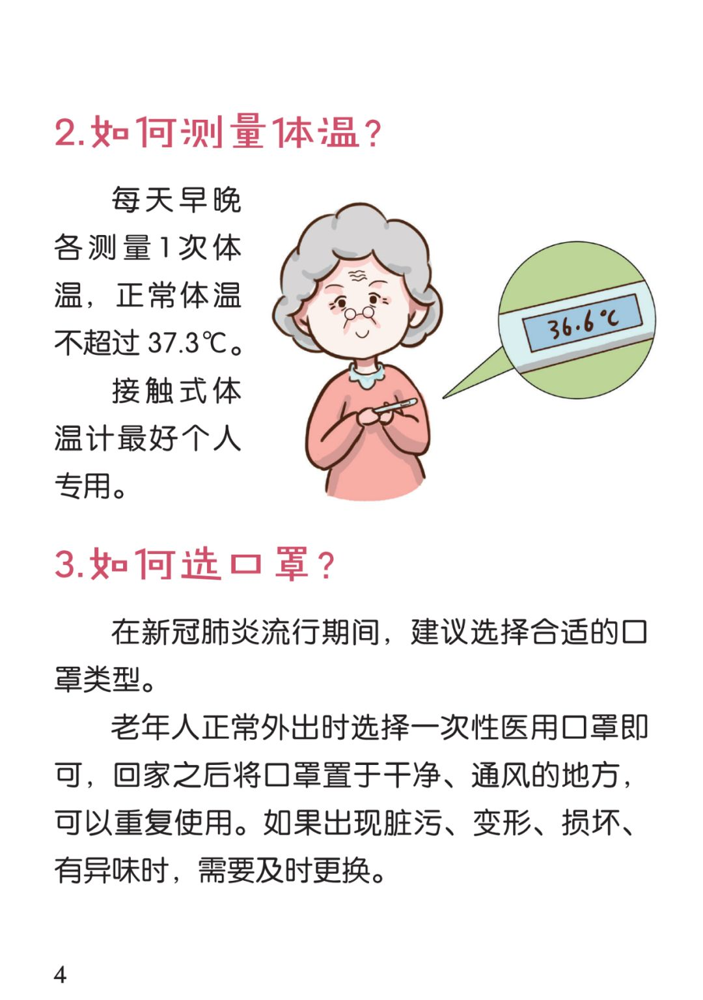 2.如何测量体温?
每天早晚
各测量1次体
温，正常体温
不超过 37.3℃。
接触式体
温计最好个人
专用。
36.6℃
3.如何选口罩?
在新冠肺炎流行期间，建议选择合适的口
罩类型。
老年人正常外出时选择一次性医用口罩即
可，回家之后将口罩置于干净、通风的地方，
可以重复使用。如果出现脏污、变形、损坏、
有异味时，需要及时更换。
4